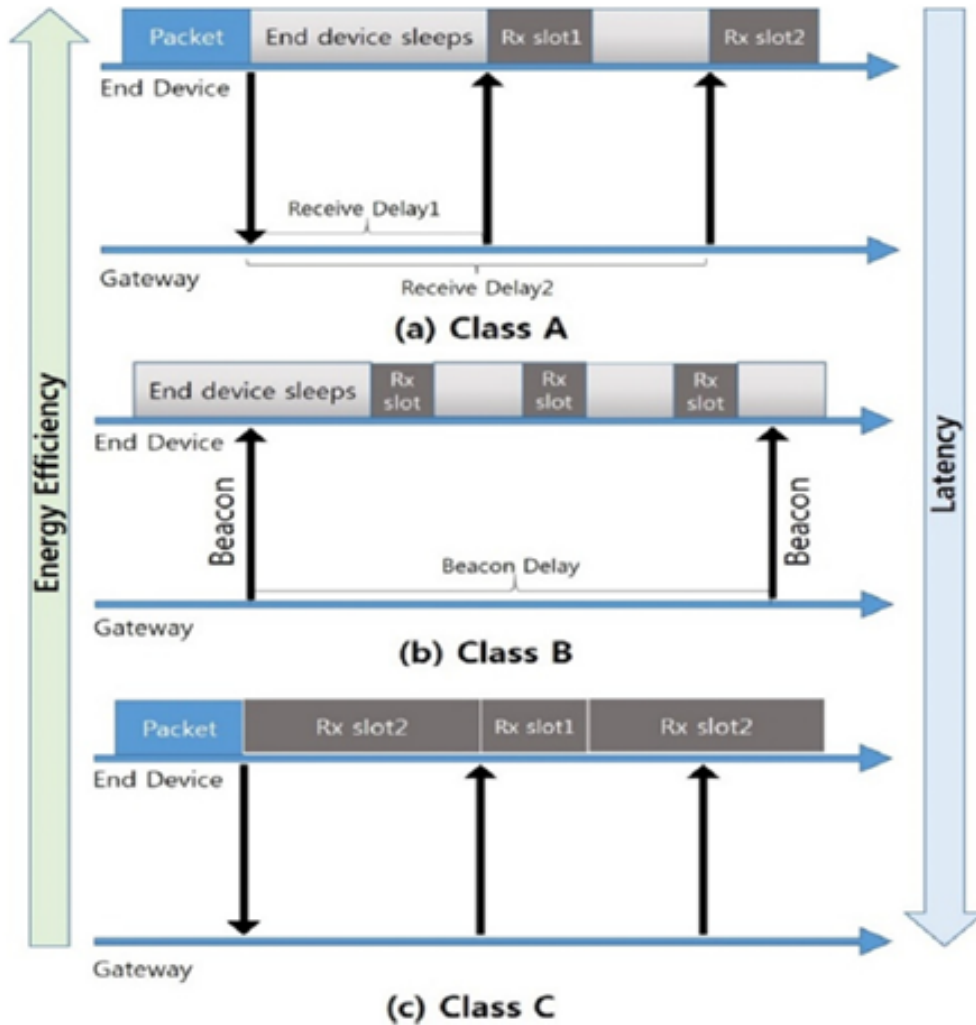 Packet
End device sleeps
Rx slot1
Rx slot2
End Device
Receive Delay1
Gateway
Receive Delay2
(a) Class A
End device sleeps
Rx
slot
Rx
slot
Rx
slot
End Device
Beacon
Beacon
Beacon Delay
Gateway
(b) Class B
Packet
Rx slot2
Rx slot1
Rx slot2
End Device
Gateway
(c) Class C
Energy Efficiency
Latency